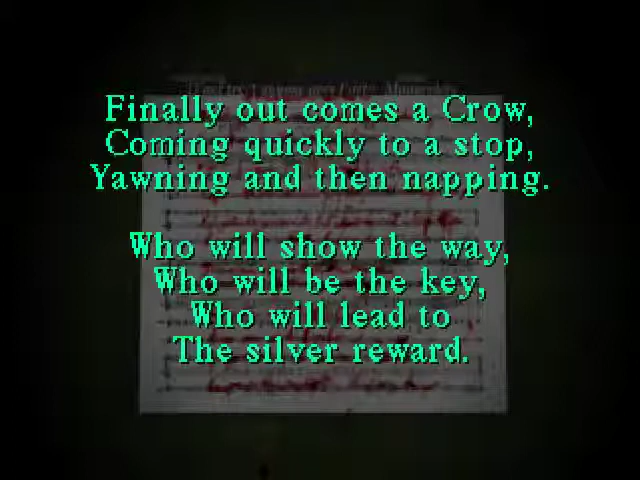 Finally out comes a Crow,
Coming quickly to a stop,
Yawning and then napping.
Who will show the way,
Who will be the key,
Who will lead to
The silver reward.